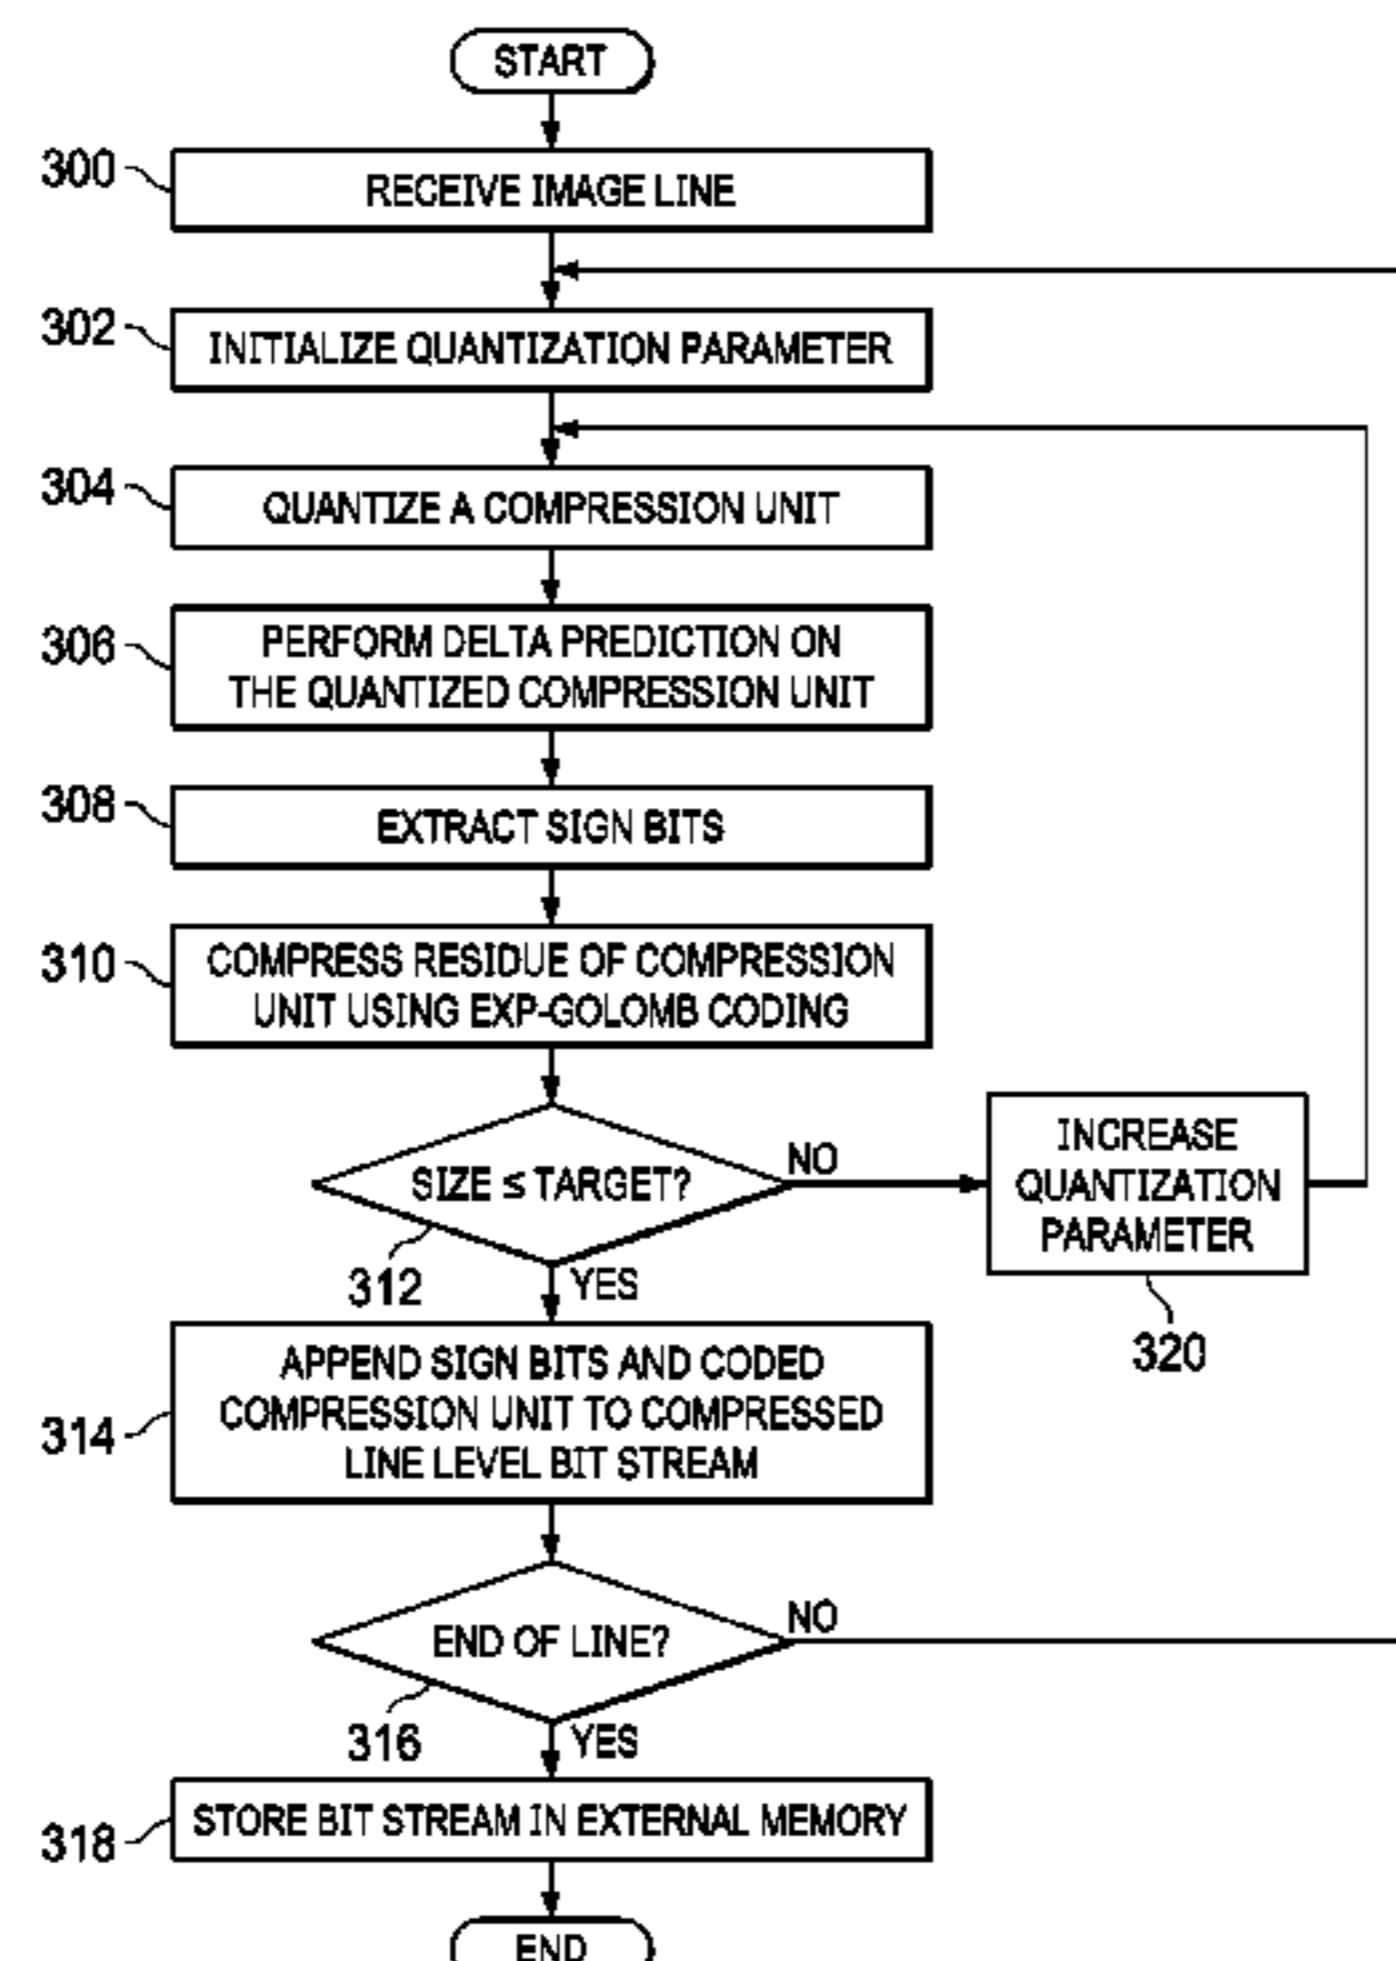 START
300
RECEIVE IMAGE LINE
302
INITIALIZE QUANTIZATION PARAMETER
304
QUANTIZE A COMPRESSION UNIT
306
PERFORM DELTA PREDICTION ON
THE QUANTIZED COMPRESSION UNIT
308
EXTRACT SIGN BITS
310
COMPRESS RESIDUE OF COMPRESSION
UNIT USING EXP-GOLOMB CODING
SIZE ≤ TARGET?
NO
312
YES
INCREASE
QUANTIZATION
PARAMETER
320
314
APPEND SIGN BITS AND CODED
COMPRESSION UNIT TO COMPRESSED
LINE LEVEL BIT STREAM
END OF LINE?
NO
316
YES
318
STORE BIT STREAM IN EXTERNAL MEMORY
END